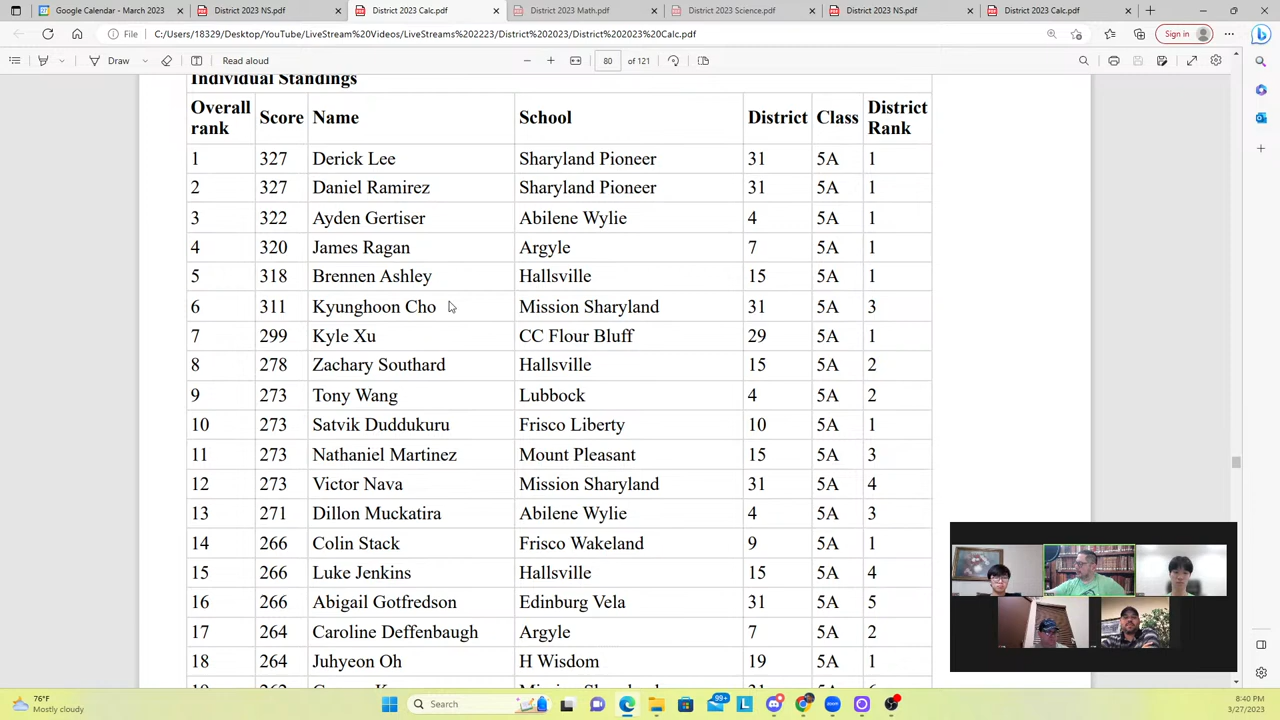 Google Calendar - March 2023
District 2023 NS.pdf
District 2023 Calc.pdf
District 2023 Math.pdf
District 2023 Science.pdf
District 2023 NS.pdf
District 2023 Calc.pdf
File C:/Users/18329/Desktop/YouTube/LiveStream%20Videos/LiveStreams%202223/District%202023/District%202023%20Calc.pdf
Sign in
Draw Read aloud 80 of 121
Individual Standings
Overall rank Score Name School District Class District Rank
1 327 Derick Lee Sharyland Pioneer 31 5A 1
2 327 Daniel Ramirez Sharyland Pioneer 31 5A 1
3 322 Ayden Gertiser Abilene Wylie 4 5A 1
4 320 James Ragan Argyle 7 5A 1
5 318 Brennen Ashley Hallsville 15 5A 1
6 311 Kyunghoon Cho Mission Sharyland 31 5A 3
7 299 Kyle Xu CC Flour Bluff 29 5A 1
8 278 Zachary Southard Hallsville 15 5A 2
9 273 Tony Wang Lubbock 4 5A 2
10 273 Satvik Duddukuru Frisco Liberty 10 5A 1
11 273 Nathaniel Martinez Mount Pleasant 15 5A 3
12 273 Victor Nava Mission Sharyland 31 5A 4
13 271 Dillon Muckatira Abilene Wylie 4 5A 3
14 266 Colin Stack Frisco Wakeland 9 5A 1
15 266 Luke Jenkins Hallsville 15 5A 4
16 266 Abigail Gotfredson Edinburg Vela 31 5A 5
17 264 Caroline Deffenbaugh Argyle 7 5A 2
18 264 Juhyeon Oh H Wisdom 19 5A 1
76°F
Mostly cloudy
Search
99+
8:40 PM
3/27/2023